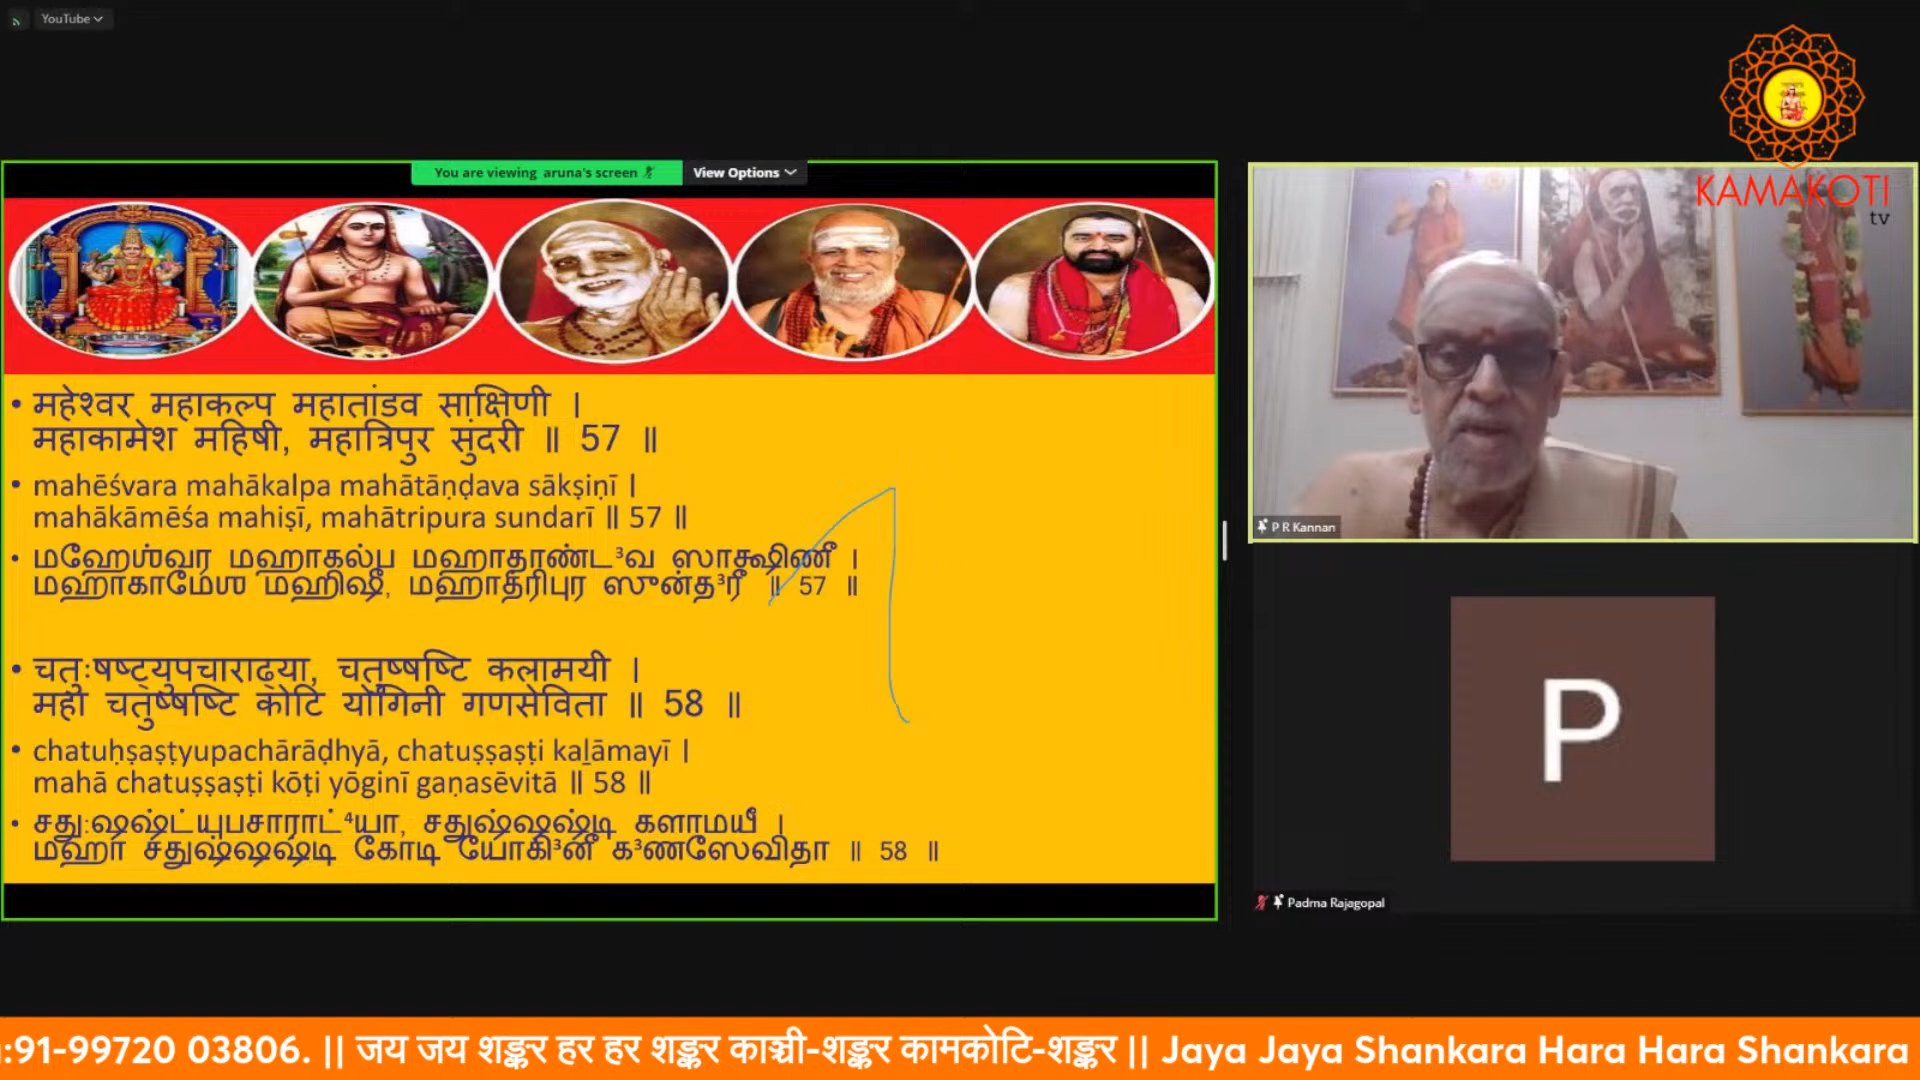 YouTube
You are viewing aruna's screen
View Options
KAMAKOTI
tv
• महेश्वर महाकल्प महातांडव साक्षिणी |
महाकामेश महिषी, महात्रिपुर सुंदरी ॥ 57 ॥
• mahēśvara mahākalpa mahātāṇḍava sākṣiṇī |
mahākāmēśa mahiṣī, mahātripura sundarī ॥ 57 ॥
• மஹேஶ்வர மஹாகல்ப மஹாதாண்ட³வ ஸாக்ஷிணீ |
மஹாகாமேஶ மஹிஷீ, மஹாத்ரிபுர ஸுன்த³ரீ ॥ 57 ॥
• चतुःषष्ट्युपचाराढ्या, चतुष्षष्टि कलामयी |
महा चतुष्षष्टि कोटि योगिनी गणसेविता ॥ 58 ॥
• chatuḥṣaṣṭyupachārāḍhyā, chatuṣṣaṣṭi kaḻāmayī |
mahā chatuṣṣaṣṭi kōṭi yōginī gaṇasēvitā ॥ 58 ॥
• சதுஃஷஷ்ட்யுபசாராட்⁴யா, சதுஷ்ஷஷ்டி களாமயீ |
மஹா சதுஷ்ஷஷ்டி கோடி யோகி³னீ க³ணஸேவிதா ॥ 58 ॥
P R Kannan
P
Padma Rajagopal
:91-99720 03806. || जय जय शङ्कर हर हर शङ्कर काञ्ची-शङ्कर कामकोटि-शङ्कर || Jaya Jaya Shankara Hara Hara Shankara